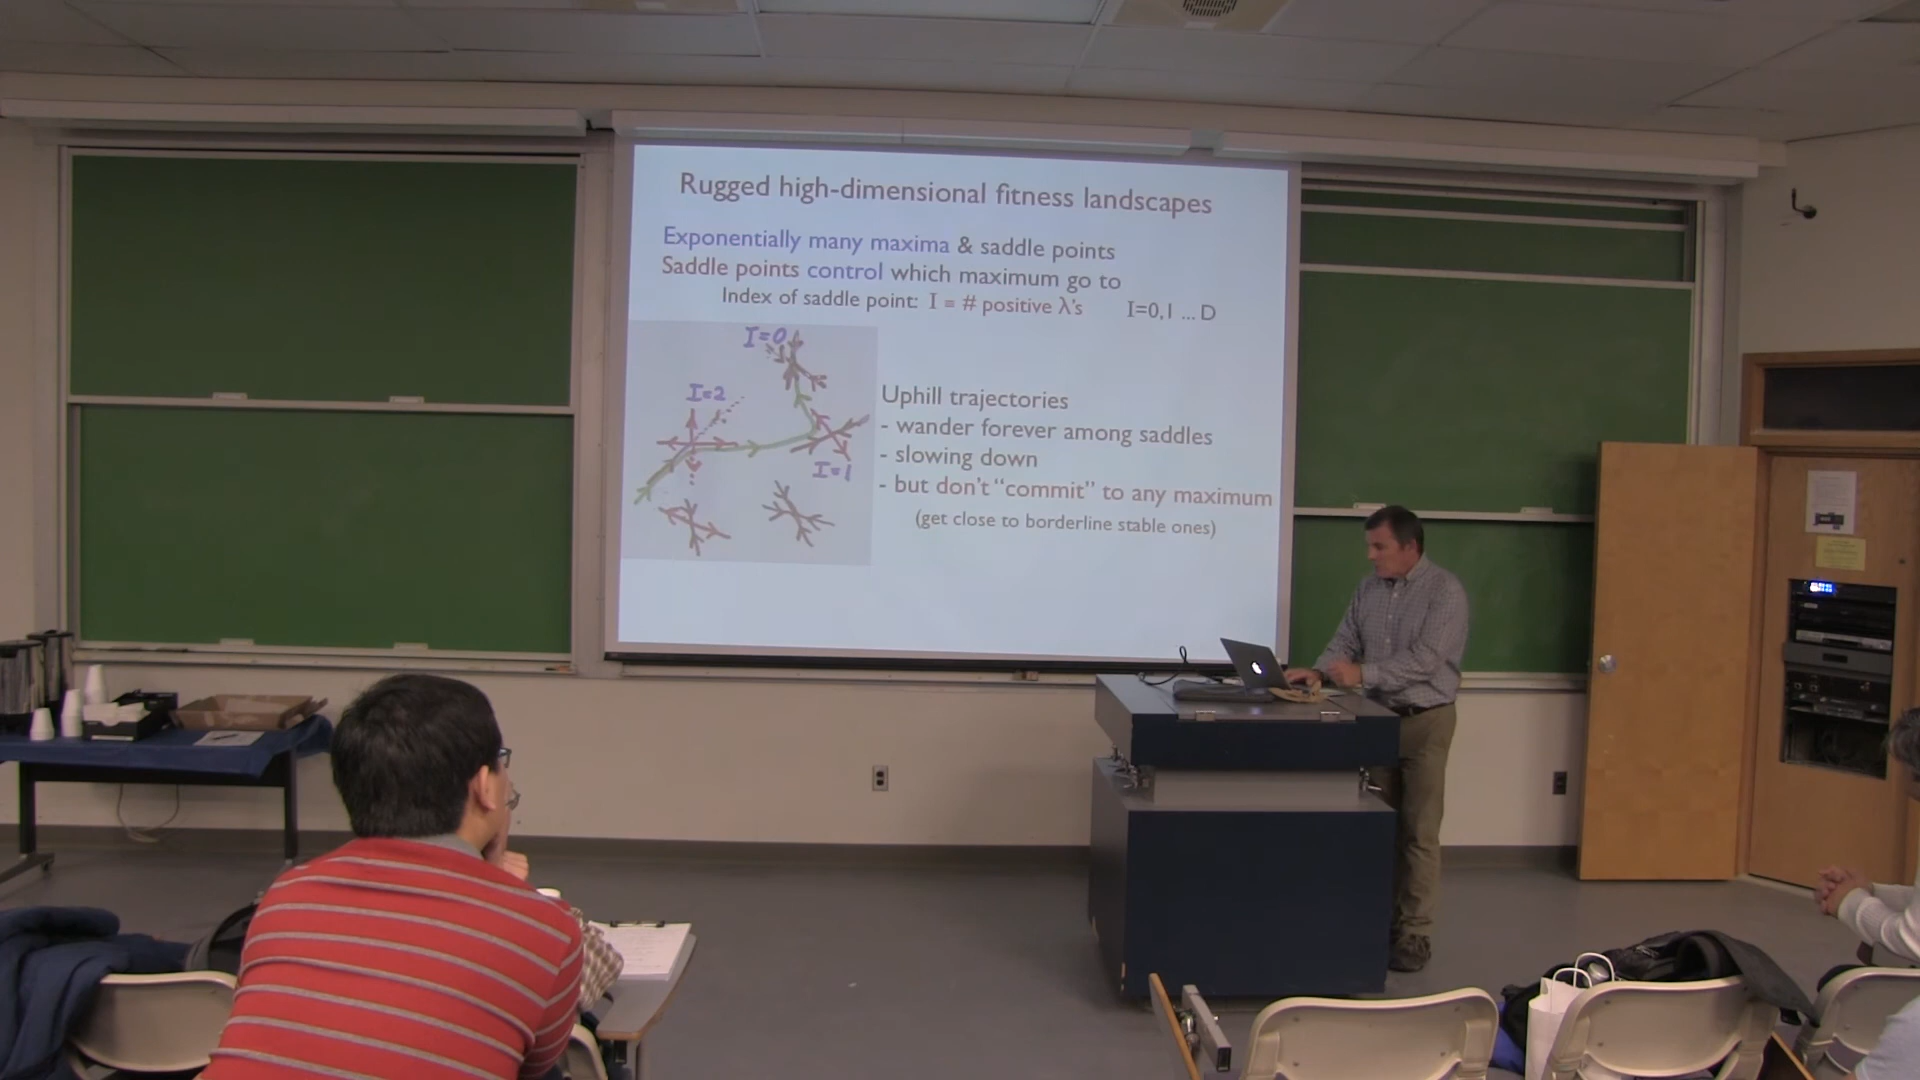 Rugged high-dimensional fitness landscapes
Exponentially many maxima & saddle points
Saddle points control which maximum go to
Index of saddle point: I = # positive λ's I=0,1 ... D
I=0
I=2
I=1
Uphill trajectories
- wander forever among saddles
- slowing down
- but don't "commit" to any maximum
(get close to borderline stable ones)